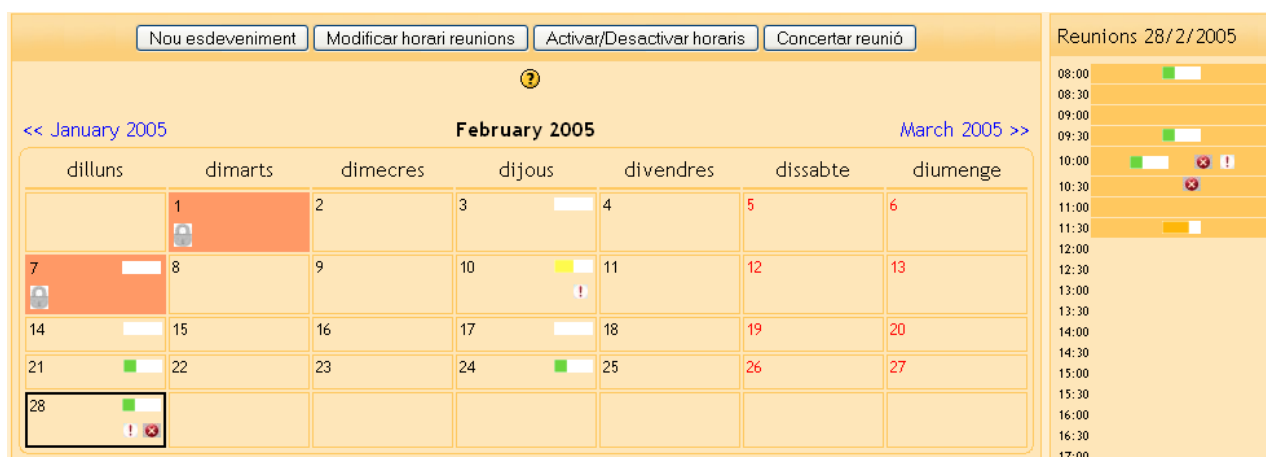 Nou esdeveniment Modificar horari reunions Activar/Desactivar horaris Concertar reunió
?
<< January 2005 February 2005 March 2005 >>
dilluns dimarts dimecres dijous divendres dissabte diumenge
1 2 3 4 5 6
7 8 9 10 11 12 13
!
14 15 16 17 18 19 20
21 22 23 24 25 26 27
28
!
Reunions 28/2/2005
08:00
08:30
09:00
09:30
10:00 !
10:30
11:00
11:30
12:00
12:30
13:00
13:30
14:00
14:30
15:00
15:30
16:00
16:30
17:00